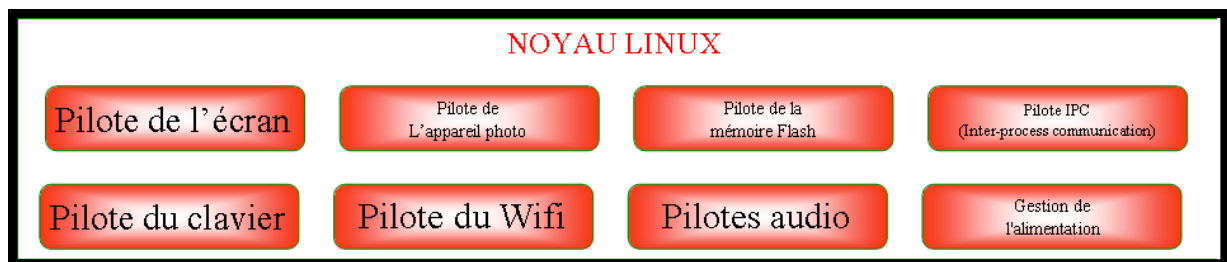 NOYAU LINUX
Pilote de l’écran
Pilote de
L’appareil photo
Pilote de la
mémoire Flash
Pilote IPC
(Inter-process communication)
Pilote du clavier
Pilote du Wifi
Pilotes audio
Gestion de
l'alimentation